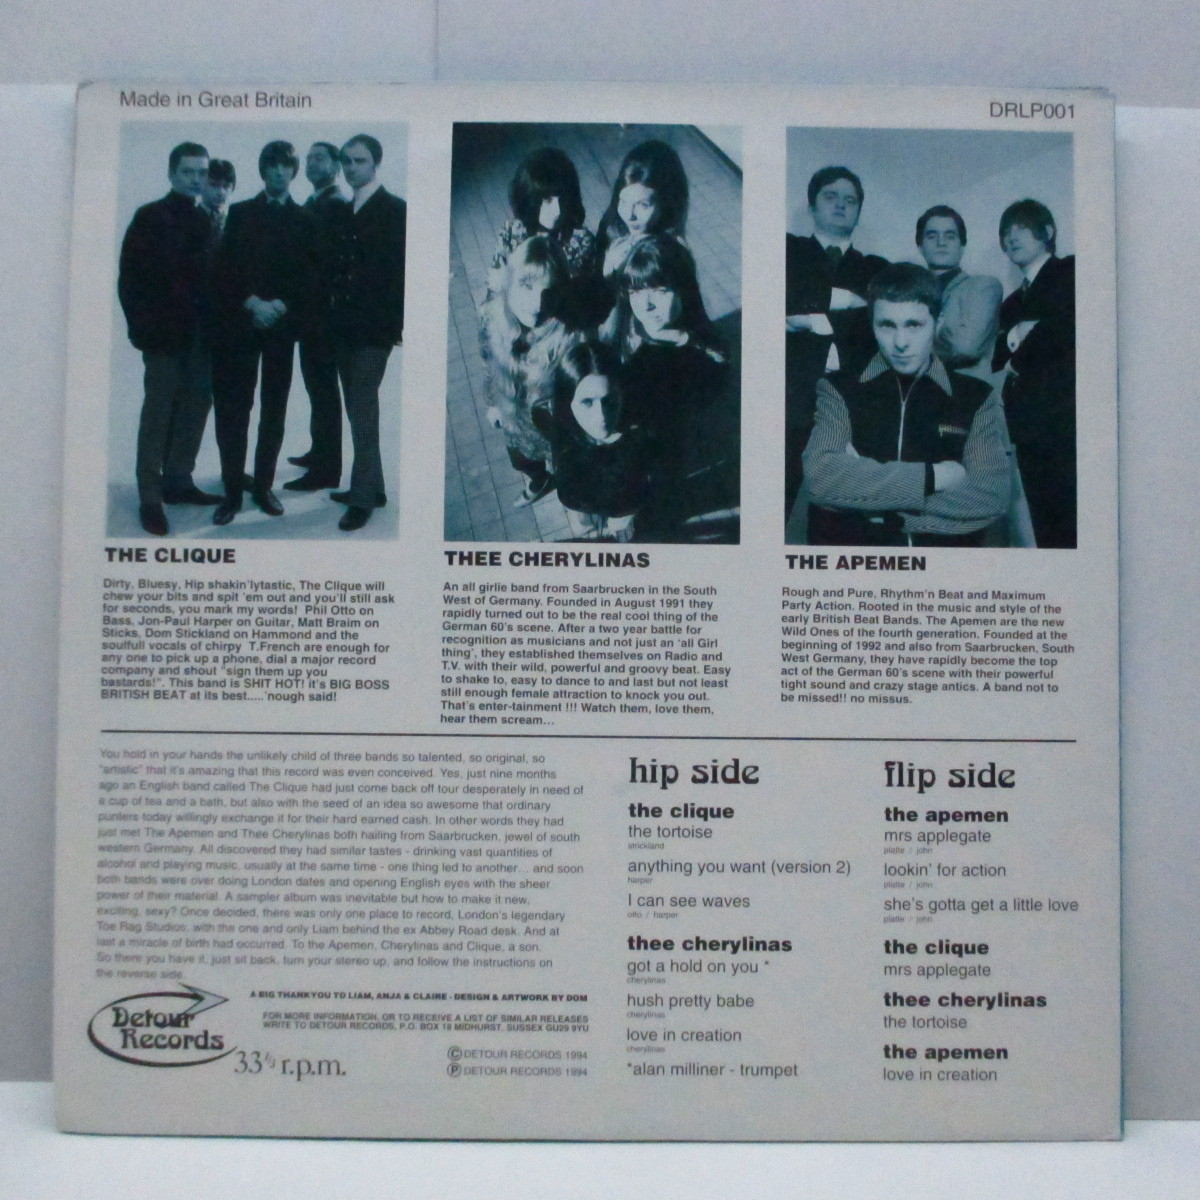 Made in Great Britain
DRLP001
THE CLIQUE
Dirty, Bluesy, Hip shakin'lytastic, The Clique will
chew your bits and spit 'em out and you'll still ask
for seconds, you mark my words! Phil Otto on
Bass, Jon-Paul Harper on Guitar, Matt Braim on
Sticks, Dom Stickland on Hammond and the
soulfull vocals of chirpy T.French are enough for
any one to pick up a phone, dial a major record
company and shout "sign them up you
bastards!". This band is SHIT HOT! it's BIG BOSS
BRITISH BEAT at its best.....'nough said!
THEE CHERYLINAS
An all girlie band from Saarbrucken in the South
West of Germany. Founded in August 1991 they
rapidly turned out to be the real cool thing of the
German 60's scene. After a two year battle for
recognition as musicians and not just an 'all Girl
thing', they established themselves on Radio and
T.V. with their wild, powerful and groovy beat. Easy
to shake to, easy to dance to and last but not least
still enough female attraction to knock you out.
That's enter-tainment !!! Watch them, love them,
hear them scream...
THE APEMEN
Rough and Pure, Rhythm'n Beat and Maximum
Party Action. Rooted in the music and style of the
early British Beat Bands. The Apemen are the new
Wild Ones of the fourth generation. Founded at the
beginning of 1992 and also from Saarbrucken, South
West Germany, they have rapidly become the top
act of the German 60's scene with their powerful
tight sound and crazy stage antics. A band not to
be missed!! no missus.
You hold in your hands the unlikely child of three bands so talented, so original, so
"artistic" that it's amazing that this record was even conceived. Yes, just nine months
ago an English band called The Clique had just come back off tour desperately in need of
a cup of tea and a bath, but also with the seed of an idea so awesome that ordinary
punters today willingly exchange it for their hard earned cash. In other words they had
just met The Apemen and Thee Cherylinas both hailing from Saarbrucken, jewel of south
western Germany. All discovered they had similar tastes - drinking vast quantities of
alcohol and playing music, usually at the same time - one thing led to another... and soon
both bands were over doing London dates and opening English eyes with the sheer
power of their material. A sampler album was inevitable but how to make it new,
exciting, sexy? Once decided, there was only one place to record, London's legendary
Toe Rag Studios, with the one and only Liam behind the ex Abbey Road desk. And at
last a miracle of birth had occurred. To the Apemen, Cherylinas and Clique, a son.
So there you have it, just sit back, turn your stereo up, and follow the instructions on
the reverse side.
Detour
Records
A BIG THANKYOU TO LIAM, ANJA & CLAIRE - DESIGN & ARTWORK BY DOM
FOR MORE INFORMATION, OR TO RECEIVE A LIST OF SIMILAR RELEASES
WRITE TO DETOUR RECORDS, P.O. BOX 18 MIDHURST, SUSSEX GU29 9YU
33⅓ r.p.m.
Ⓒ DETOUR RECORDS 1994
Ⓟ DETOUR RECORDS 1994
hip side
the clique
the tortoise
strickland
anything you want (version 2)
harper
I can see waves
otto / harper
thee cherylinas
got a hold on you *
cherylinas
hush pretty babe
cherylinas
love in creation
cherylinas
*alan milliner - trumpet
flip side
the apemen
mrs applegate
platte / john
lookin' for action
platte / john
she's gotta get a little love
platte / john
the clique
mrs applegate
thee cherylinas
the tortoise
the apemen
love in creation